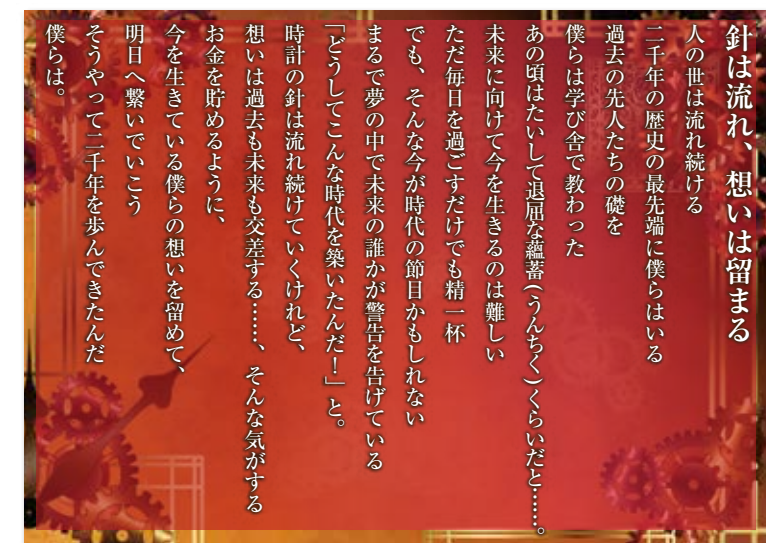 針は流れ、想いは留まる
人の世は流れ続ける
二千年の歴史の最先端に僕らはいる
過去の先人たちの礎を
僕らは学び舎で教わった
あの頃はたいして退屈な蘊蓄(うんちく)くらいだと……。
未来に向けて今を生きるのは難しい
ただ毎日を過ごすだけでも精一杯
でも、そんな今が時代の節目かもしれない
まるで夢の中で未来の誰かが警告を告げている
「どうしてこんな時代を築いたんだ！」と。
時計の針は流れ続けていくけれど、
想いは過去も未来も交差する……、そんな気がする
お金を貯めるように、
今を生きている僕らの想いを留めて、
明日へ繋いでいこう
そうやって二千年を歩んできたんだ
僕らは。